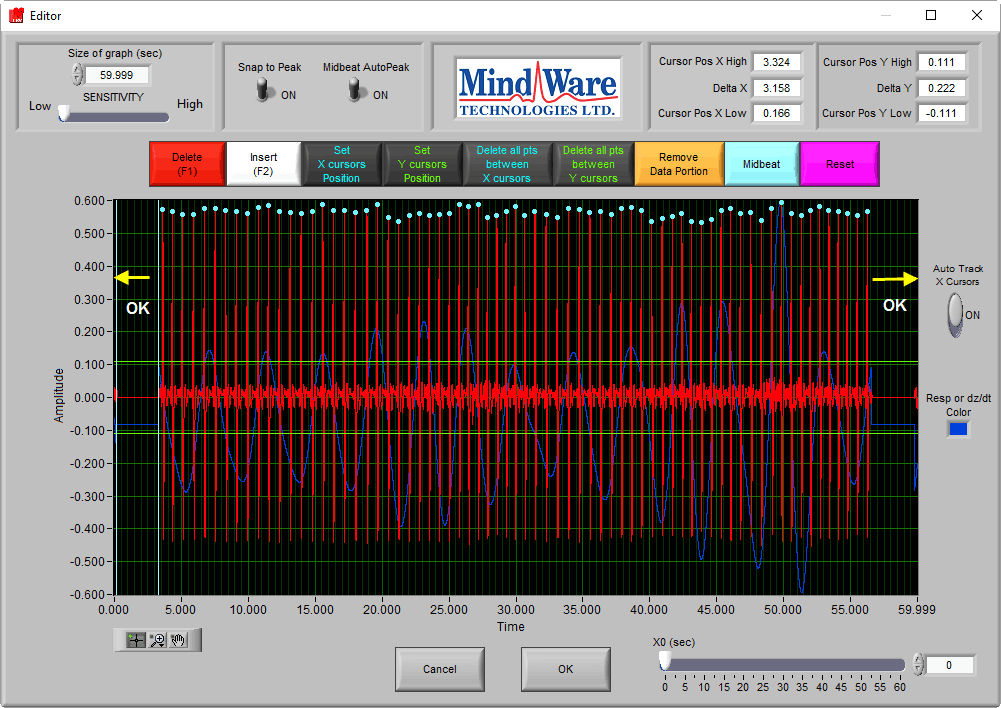 Editor
Size of graph (sec)
59.999
SENSITIVITY
Low
High
Snap to Peak
ON
Midbeat AutoPeak
ON
MindWare
TECHNOLOGIES LTD.
Cursor Pos X High 3.324
Delta X 3.158
Cursor Pos X Low 0.166
Cursor Pos Y High 0.111
Delta Y 0.222
Cursor Pos Y Low -0.111
Delete
(F1)
Insert
(F2)
Set
X cursors
Position
Set
Y cursors
Position
Delete all pts
between
X cursors
Delete all pts
between
Y cursors
Remove
Data Portion
Midbeat
Reset
Amplitude
0.600
0.500
0.400
0.300
0.200
0.100
0.000
-0.100
-0.200
-0.300
-0.400
-0.500
-0.600
OK
OK
0.000 5.000 10.000 15.000 20.000 25.000 30.000 35.000 40.000 45.000 50.000 55.000 59.999
Time
Auto Track
X Cursors
ON
Resp or dz/dt
Color
Cancel
OK
X0 (sec)
0 5 10 15 20 25 30 35 40 45 50 55 60
0